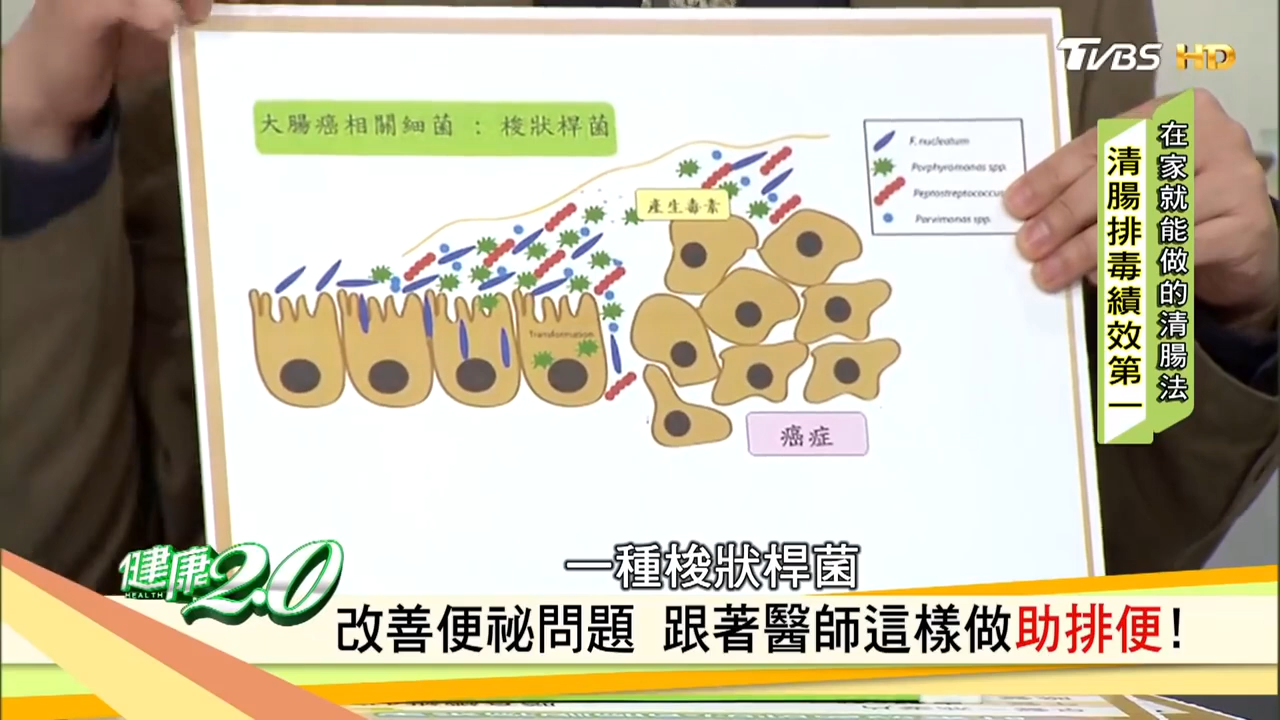 TVBS HD
在家就能做的清腸法
清腸排毒績效第一
大腸癌相關細菌：梭狀桿菌
F. nucleatum
Porphyromonas spp.
Peptostreptococcus
Parvimonas spp.
產生毒素
Transformation
癌症
一種梭狀桿菌
健康2.0
HEALTH
改善便祕問題 跟著醫師這樣做助排便!